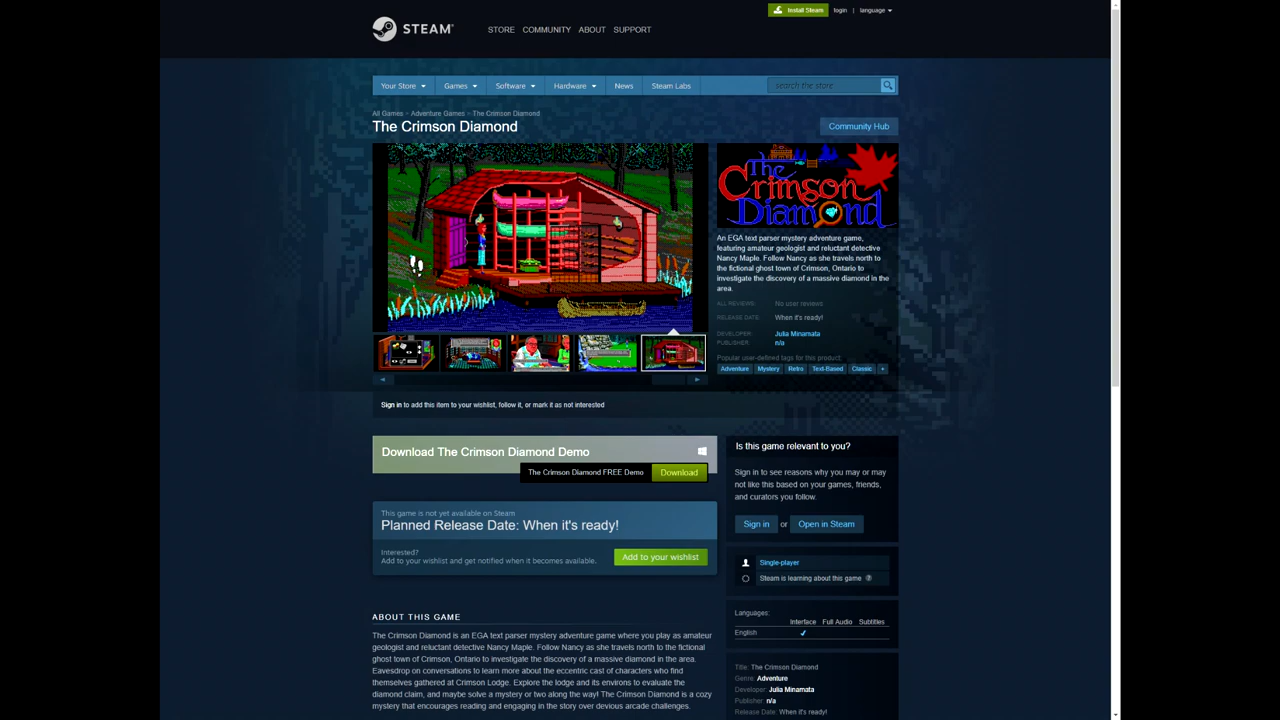 Install Steam
login | language
STEAM®
STORE COMMUNITY ABOUT SUPPORT
Your Store Games Software Hardware News Steam Labs
search the store
All Games > Adventure Games > The Crimson Diamond
The Crimson Diamond
Community Hub
The Crimson Diamond
An EGA text parser mystery adventure game,
featuring amateur geologist and reluctant detective
Nancy Maple. Follow Nancy as she travels north to
the fictional ghost town of Crimson, Ontario to
investigate the discovery of a massive diamond in the
area.
ALL REVIEWS: No user reviews
RELEASE DATE: When it's ready!
DEVELOPER: Julia Minamata
PUBLISHER: n/a
Popular user-defined tags for this product:
Adventure Mystery Retro Text-Based Classic +
Sign in to add this item to your wishlist, follow it, or mark it as not interested
Download The Crimson Diamond Demo
The Crimson Diamond FREE Demo Download
This game is not yet available on Steam
Planned Release Date: When it's ready!
Interested?
Add to your wishlist and get notified when it becomes available.
Add to your wishlist
Is this game relevant to you?
Sign in to see reasons why you may or may
not like this based on your games, friends,
and curators you follow.
Sign in or Open in Steam
Single-player
Steam is learning about this game ?
Languages:
Interface Full Audio Subtitles
English ✔
Title: The Crimson Diamond
Genre: Adventure
Developer: Julia Minamata
Publisher: n/a
Release Date: When it's ready!
ABOUT THIS GAME
The Crimson Diamond is an EGA text parser mystery adventure game where you play as amateur
geologist and reluctant detective Nancy Maple. Follow Nancy as she travels north to the fictional
ghost town of Crimson, Ontario to investigate the discovery of a massive diamond in the area.
Eavesdrop on conversations to learn more about the eccentric cast of characters who find
themselves gathered at Crimson Lodge. Explore the lodge and its environs to evaluate the
diamond claim, and maybe solve a mystery or two along the way! The Crimson Diamond is a cozy
mystery that encourages reading and engaging in the story over devious arcade challenges.